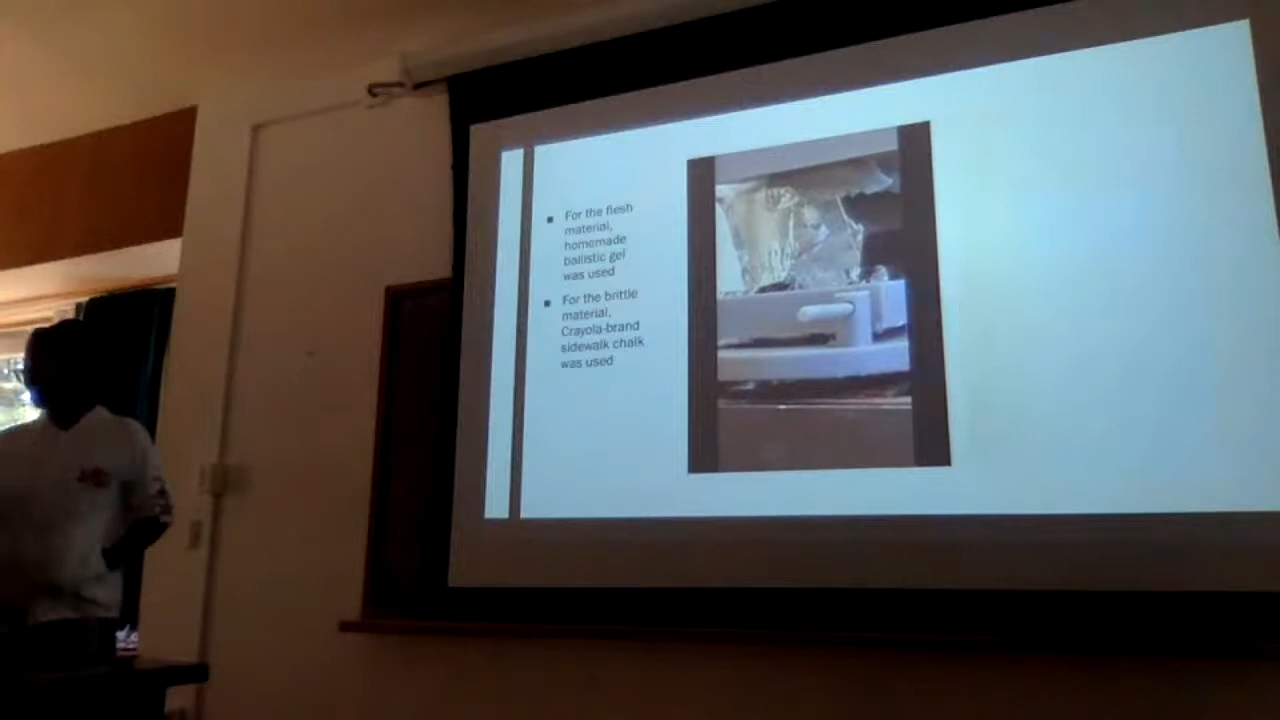 ■ For the flesh
material,
homemade
ballistic gel
was used
■ For the brittle
material,
Crayola-brand
sidewalk chalk
was used